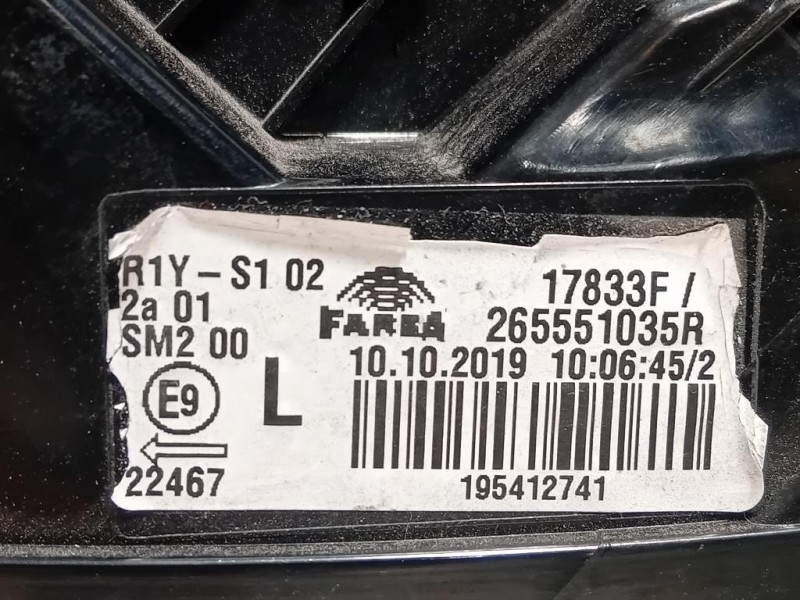 R1Y - S1 02
2a 01
SM2 00
E9
22467
L
FARBA
17833F /
265551035R
10.10.2019 10:06:45/2
195412741